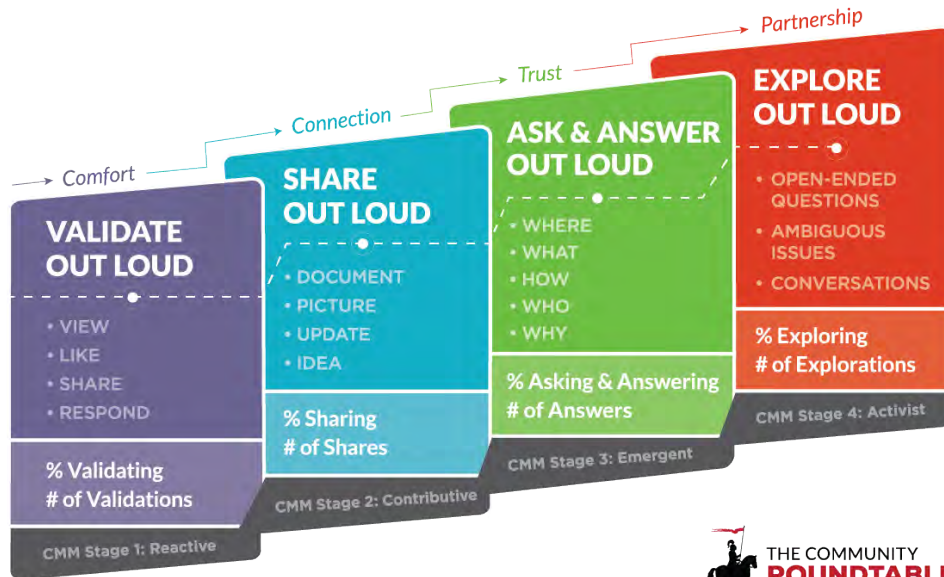 Comfort
VALIDATE
OUT LOUD
• VIEW
• LIKE
• SHARE
• RESPOND
% Validating
# of Validations
CMM Stage 1: Reactive
Connection
SHARE
OUT LOUD
• DOCUMENT
• PICTURE
• UPDATE
• IDEA
% Sharing
# of Shares
CMM Stage 2: Contributive
Trust
ASK & ANSWER
OUT LOUD
• WHERE
• WHAT
• HOW
• WHO
• WHY
% Asking & Answering
# of Answers
CMM Stage 3: Emergent
Partnership
EXPLORE
OUT LOUD
• OPEN-ENDED
QUESTIONS
• AMBIGUOUS
ISSUES
• CONVERSATIONS
% Exploring
# of Explorations
CMM Stage 4: Activist
THE COMMUNITY
ROUNDTABL